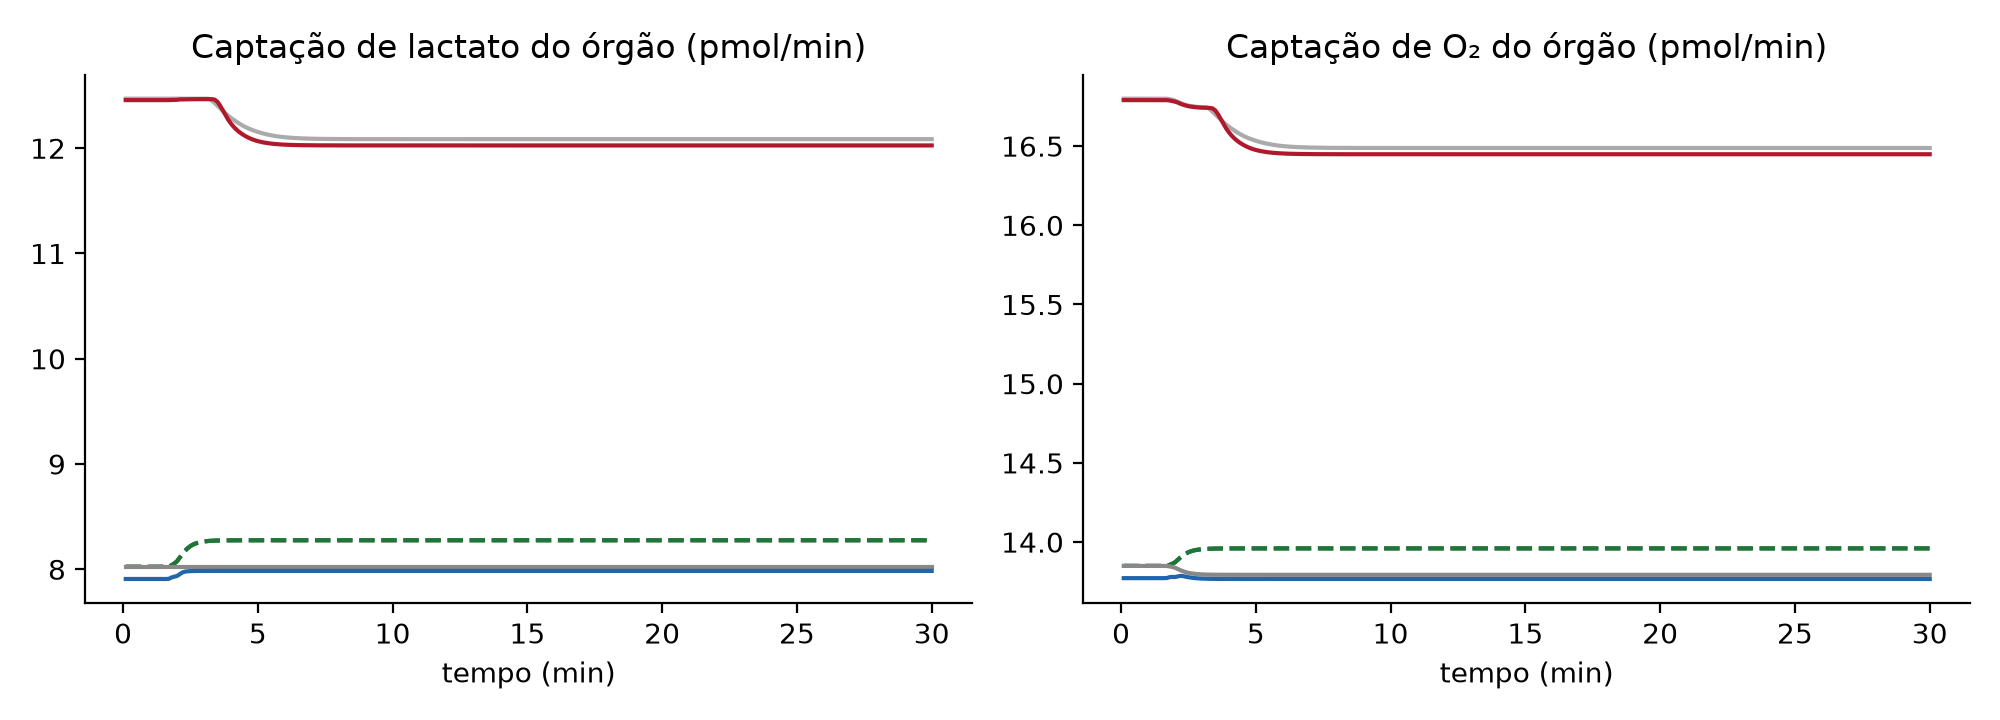 Captação de lactato do órgão (pmol/min)
12
11
10
9
8
0 5 10 15 20 25 30
tempo (min)
Captação de O₂ do órgão (pmol/min)
16.5
16.0
15.5
15.0
14.5
14.0
0 5 10 15 20 25 30
tempo (min)